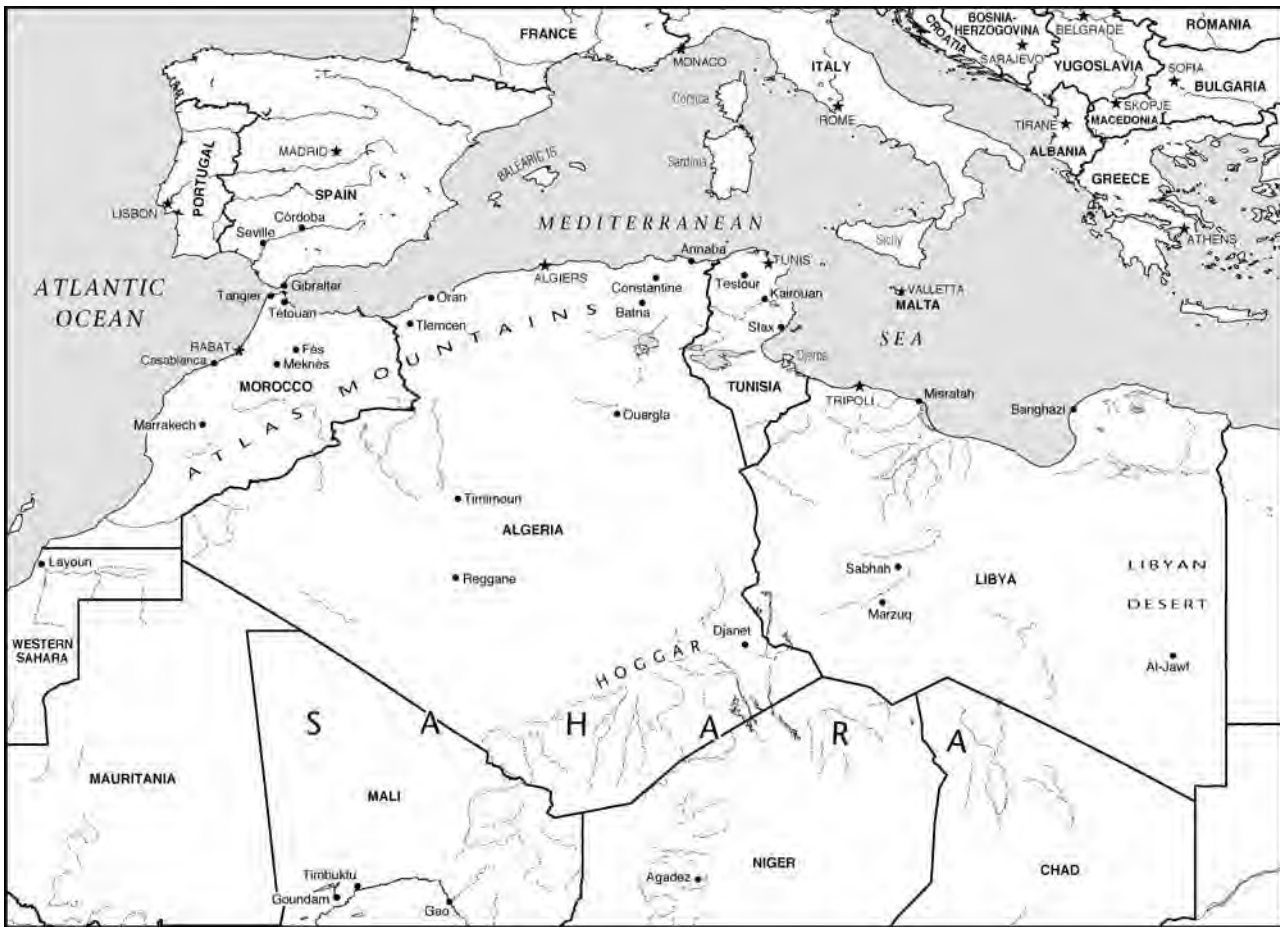 FRANCE
CROATIA
BOSNIA-
HERZOGOVINA
BELGRADE
ROMANIA
MONACO
ITALY
SARAJEVO
YUGOSLAVIA
SOFIA
BULGARIA
Corsica
ROME
SKOPJE
MACEDONIA
TIRANE
ALBANIA
MADRID
BALEARIC IS
Sardinia
GREECE
PORTUGAL
SPAIN
LISBON
Córdoba
Seville
MEDITERRANEAN
SEA
Sicily
ATHENS
Annaba
TUNIS
ALGIERS
ATLANTIC
OCEAN
Gibraltar
Tangier
Tétouan
Oran
Constantine
Batna
Testour
Kairouan
VALLETTA
MALTA
Tlemcen
Sfax
RABAT
Casablanca
Fès
Meknès
Djerba
MOROCCO
ATLAS MOUNTAINS
TUNISIA
TRIPOLI
Misratah
Banghazi
Marrakech
Ouargla
Timimoun
ALGERIA
Layoun
Reggane
Sabhah
LIBYA
LIBYAN
DESERT
Marzuq
WESTERN
SAHARA
Djanet
HOGGAR
Al-Jawf
SAHARA
MAURITANIA
MALI
NIGER
CHAD
Timbuktu
Goundam
Gao
Agadez